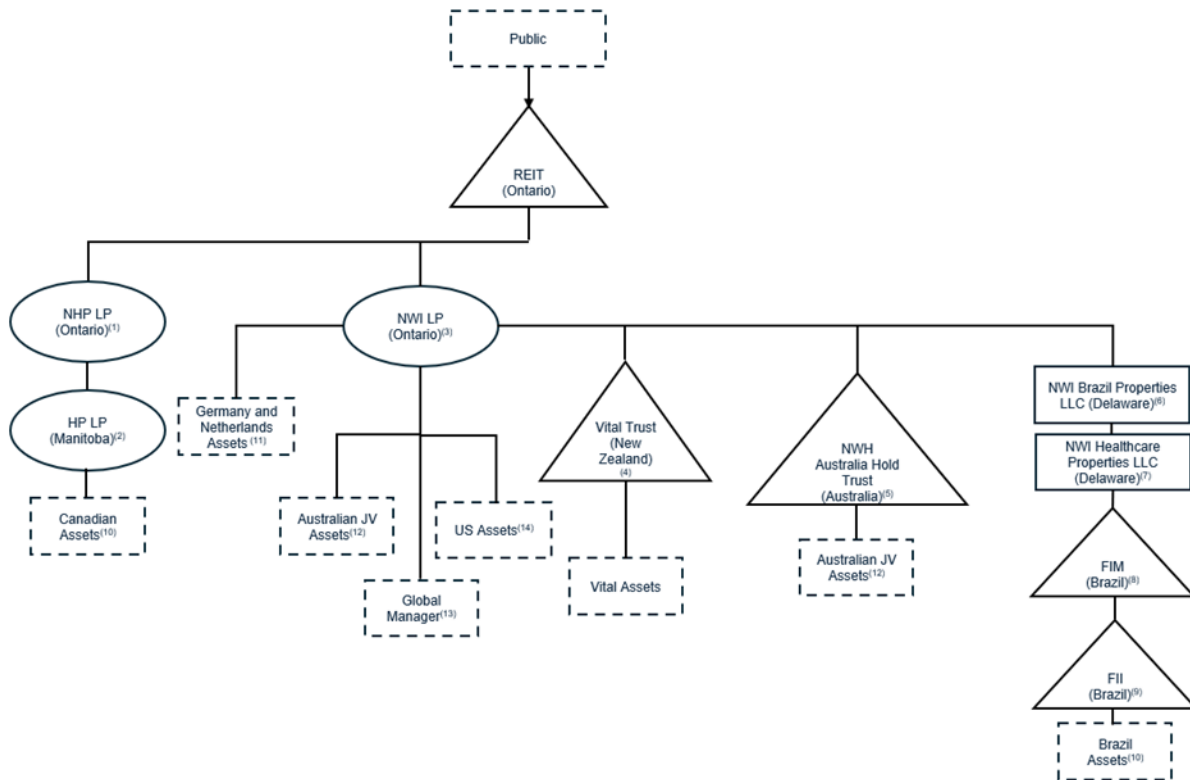 Public
REIT
(Ontario)
NHP LP
(Ontario)(1)
NWI LP
(Ontario)(3)
HP LP
(Manitoba)(2)
Canadian
Assets(10)
Germany and
Netherlands
Assets (11)
Australian JV
Assets(12)
US Assets(14)
Global
Manager(13)
Vital Trust
(New
Zealand)
(4)
Vital Assets
NWH
Australia Hold
Trust
(Australia)(5)
Australian JV
Assets(12)
NWI Brazil Properties
LLC (Delaware)(6)
NWI Healthcare
Properties LLC
(Delaware)(7)
FIM
(Brazil)(8)
FII
(Brazil)(9)
Brazil
Assets(10)